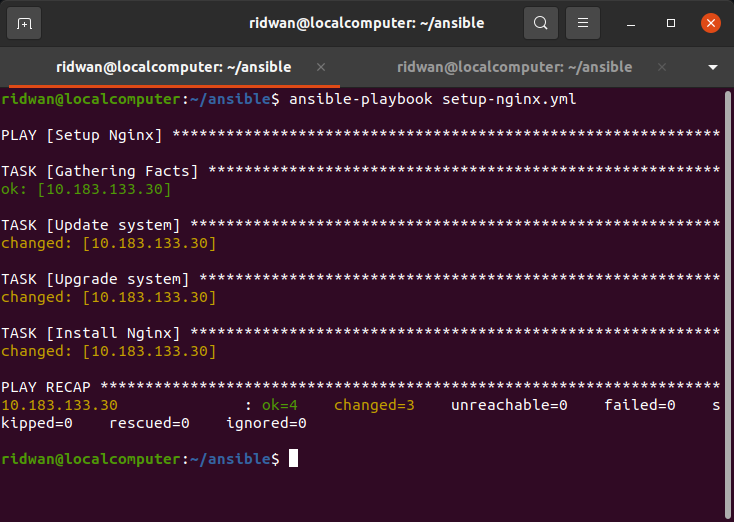 ridwan@localcomputer: ~/ansible
ridwan@localcomputer: ~/ansible × ridwan@localcomputer: ~/ansible ×
ridwan@localcomputer:~/ansible$ ansible-playbook setup-nginx.yml
PLAY [Setup Nginx] *************************************************************
TASK [Gathering Facts] *********************************************************
ok: [10.183.133.30]
TASK [Update system] ***********************************************************
changed: [10.183.133.30]
TASK [Upgrade system] **********************************************************
changed: [10.183.133.30]
TASK [Install Nginx] ***********************************************************
changed: [10.183.133.30]
PLAY RECAP *********************************************************************
10.183.133.30              : ok=4    changed=3    unreachable=0    failed=0    s
kipped=0    rescued=0    ignored=0
ridwan@localcomputer:~/ansible$